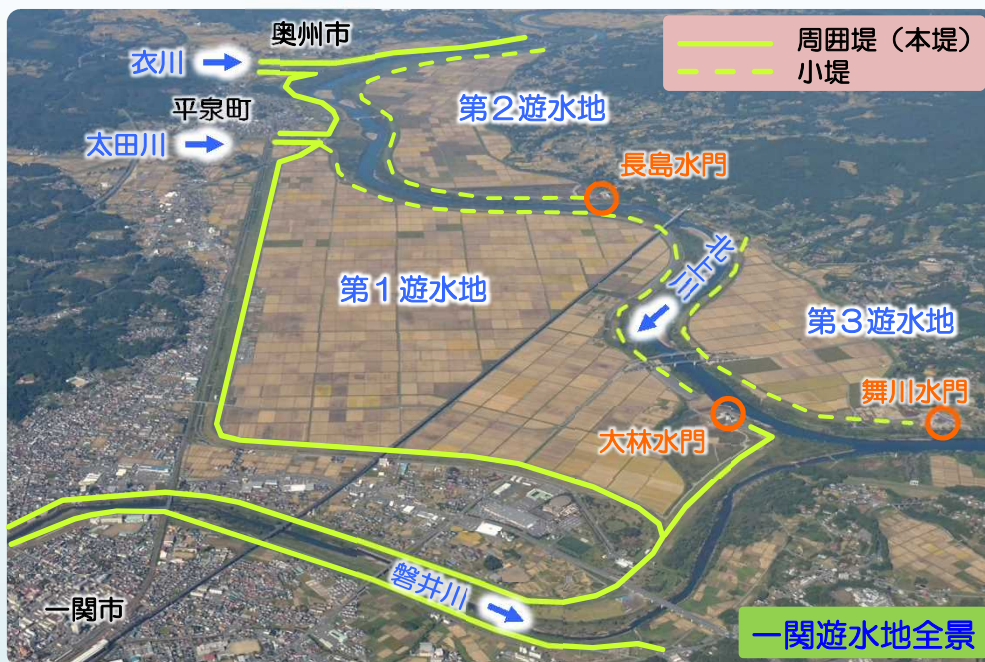 奥州市
周囲堤（本堤）
小堤
衣川
平泉町
第２遊水地
太田川
長島水門
北上川
第１遊水地
第３遊水地
舞川水門
大林水門
磐井川
一関市
一関遊水地全景